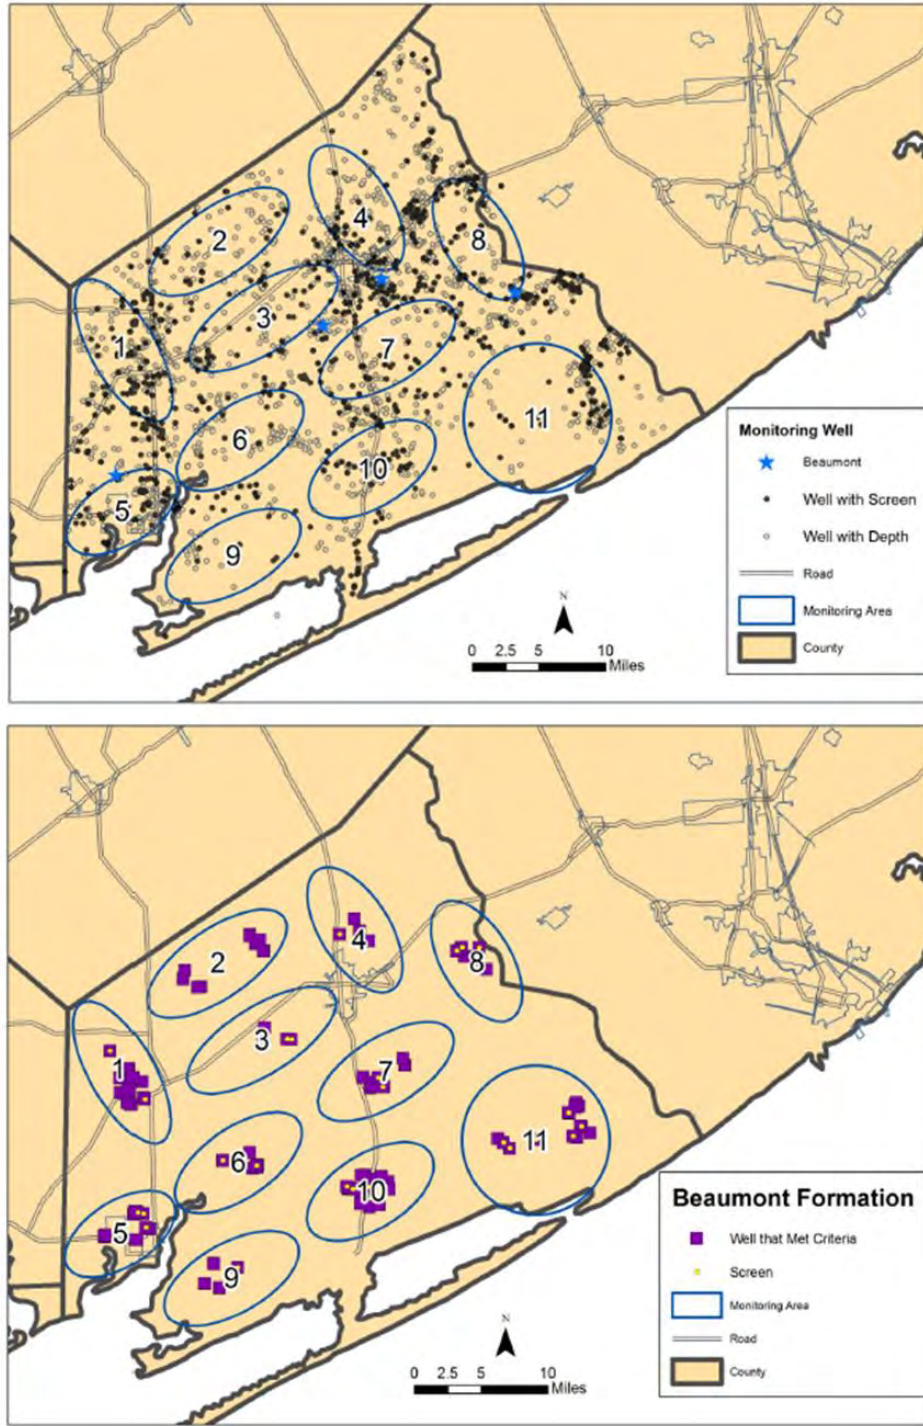 4
2
8
3
1
7
11
6
10
5
9
Monitoring Well
Beaumont
Well with Screen
Well with Depth
Road
Monitoring Area
County
N
0 2.5 5 10
Miles
4
2
8
3
1
7
11
6
10
5
9
Beaumont Formation
Well that Met Criteria
Screen
Monitoring Area
Road
County
N
0 2.5 5 10
Miles